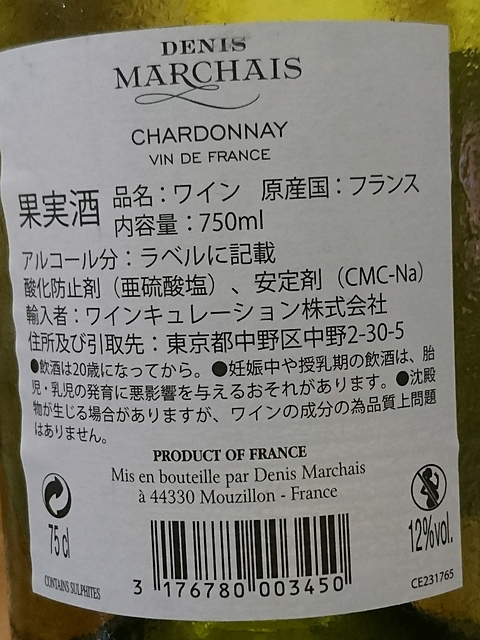 DENIS
MARCHAIS
CHARDONNAY
VIN DE FRANCE
果実酒 品名：ワイン 原産国：フランス
内容量：750ml
アルコール分：ラベルに記載
酸化防止剤（亜硫酸塩）、安定剤（CMC-Na）
輸入者：ワインキュレーション株式会社
住所及び引取先：東京都中野区中野2-30-5
●飲酒は20歳になってから。●妊娠中や授乳期の飲酒は、胎
児・乳児の発育に悪影響を与えるおそれがあります。●沈殿
物が生じる場合がありますが、ワインの成分の為品質上問題
はありません。
PRODUCT OF FRANCE
Mis en bouteille par Denis Marchais
à 44330 Mouzillon - France
75 cl
12%vol.
CONTAINS SULPHITES
3 176780 003450
CE231765